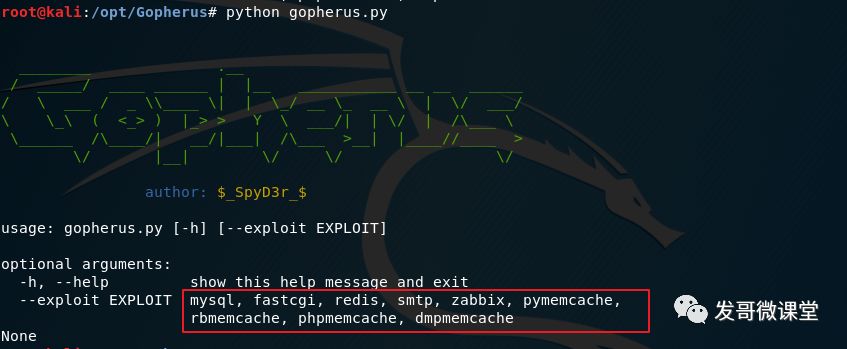 root@kali:/opt/Gopherus# python gopherus.py
Gopherus
author: $_SpyD3r_$
usage: gopherus.py [-h] [--exploit EXPLOIT]
optional arguments:
-h, --help show this help message and exit
--exploit EXPLOIT mysql, fastcgi, redis, smtp, zabbix, pymemcache,
rbmemcache, phpmemcache, dmpmemcache
None
发哥微课堂